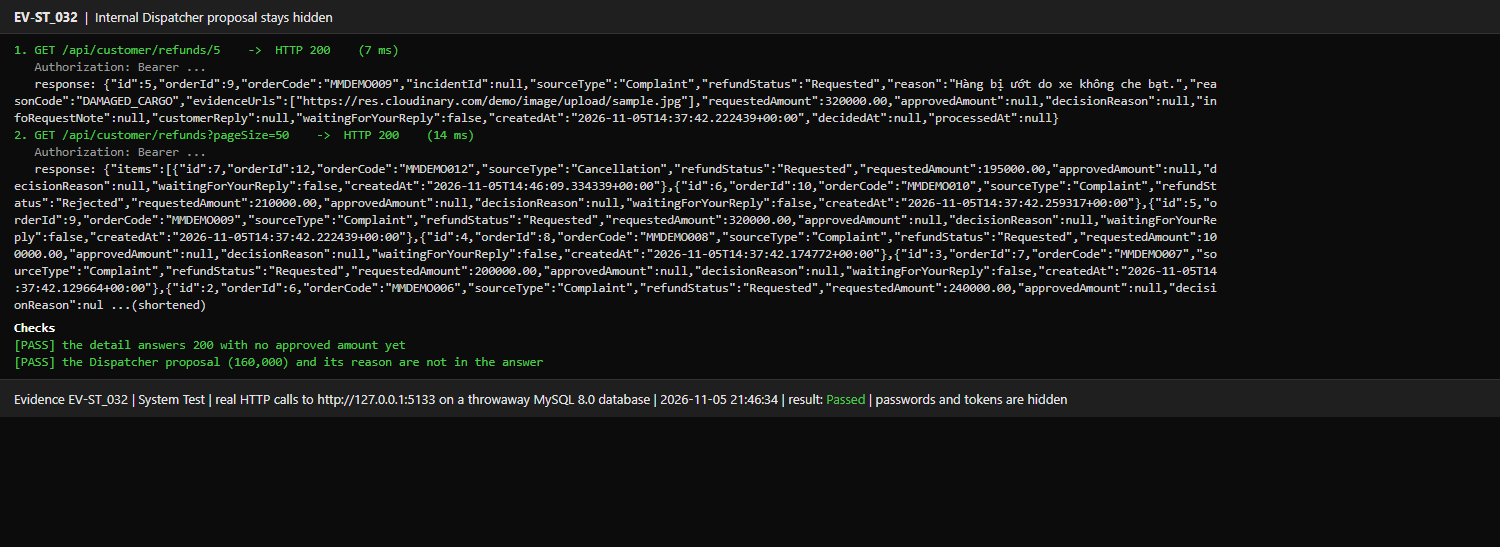 EV-ST_032 | Internal Dispatcher proposal stays hidden
1. GET /api/customer/refunds/5    ->  HTTP 200    (7 ms)
Authorization: Bearer ...
response: {"id":5,"orderId":9,"orderCode":"MMDEMO009","incidentId":null,"sourceType":"Complaint","refundStatus":"Requested","reason":"Hàng bị ướt do xe không che bạt.","rea
sonCode":"DAMAGED_CARGO","evidenceUrls":["https://res.cloudinary.com/demo/image/upload/sample.jpg"],"requestedAmount":320000.00,"approvedAmount":null,"decisionReason":null,"in
foRequestNote":null,"customerReply":null,"waitingForYourReply":false,"createdAt":"2026-11-05T14:37:42.222439+00:00","decidedAt":null,"processedAt":null}
2. GET /api/customer/refunds?pageSize=50    ->  HTTP 200    (14 ms)
Authorization: Bearer ...
response: {"items":[{"id":7,"orderId":12,"orderCode":"MMDEMO012","sourceType":"Cancellation","refundStatus":"Requested","requestedAmount":195000.00,"approvedAmount":null,"d
ecisionReason":null,"waitingForYourReply":false,"createdAt":"2026-11-05T14:46:09.334339+00:00"},{"id":6,"orderId":10,"orderCode":"MMDEMO010","sourceType":"Complaint","refundSt
atus":"Rejected","requestedAmount":210000.00,"approvedAmount":null,"decisionReason":null,"waitingForYourReply":false,"createdAt":"2026-11-05T14:37:42.259317+00:00"},{"id":5,"o
rderId":9,"orderCode":"MMDEMO009","sourceType":"Complaint","refundStatus":"Requested","requestedAmount":320000.00,"approvedAmount":null,"decisionReason":null,"waitingForYourRe
ply":false,"createdAt":"2026-11-05T14:37:42.222439+00:00"},{"id":4,"orderId":8,"orderCode":"MMDEMO008","sourceType":"Complaint","refundStatus":"Requested","requestedAmount":10
0000.00,"approvedAmount":null,"decisionReason":null,"waitingForYourReply":false,"createdAt":"2026-11-05T14:37:42.174772+00:00"},{"id":3,"orderId":7,"orderCode":"MMDEMO007","so
urceType":"Complaint","refundStatus":"Requested","requestedAmount":200000.00,"approvedAmount":null,"decisionReason":null,"waitingForYourReply":false,"createdAt":"2026-11-05T14
:37:42.129664+00:00"},{"id":2,"orderId":6,"orderCode":"MMDEMO006","sourceType":"Complaint","refundStatus":"Requested","requestedAmount":240000.00,"approvedAmount":null,"decisi
onReason":nul ...(shortened)
Checks
[PASS] the detail answers 200 with no approved amount yet
[PASS] the Dispatcher proposal (160,000) and its reason are not in the answer
Evidence EV-ST_032 | System Test | real HTTP calls to http://127.0.0.1:5133 on a throwaway MySQL 8.0 database | 2026-11-05 21:46:34 | result: Passed | passwords and tokens are hidden